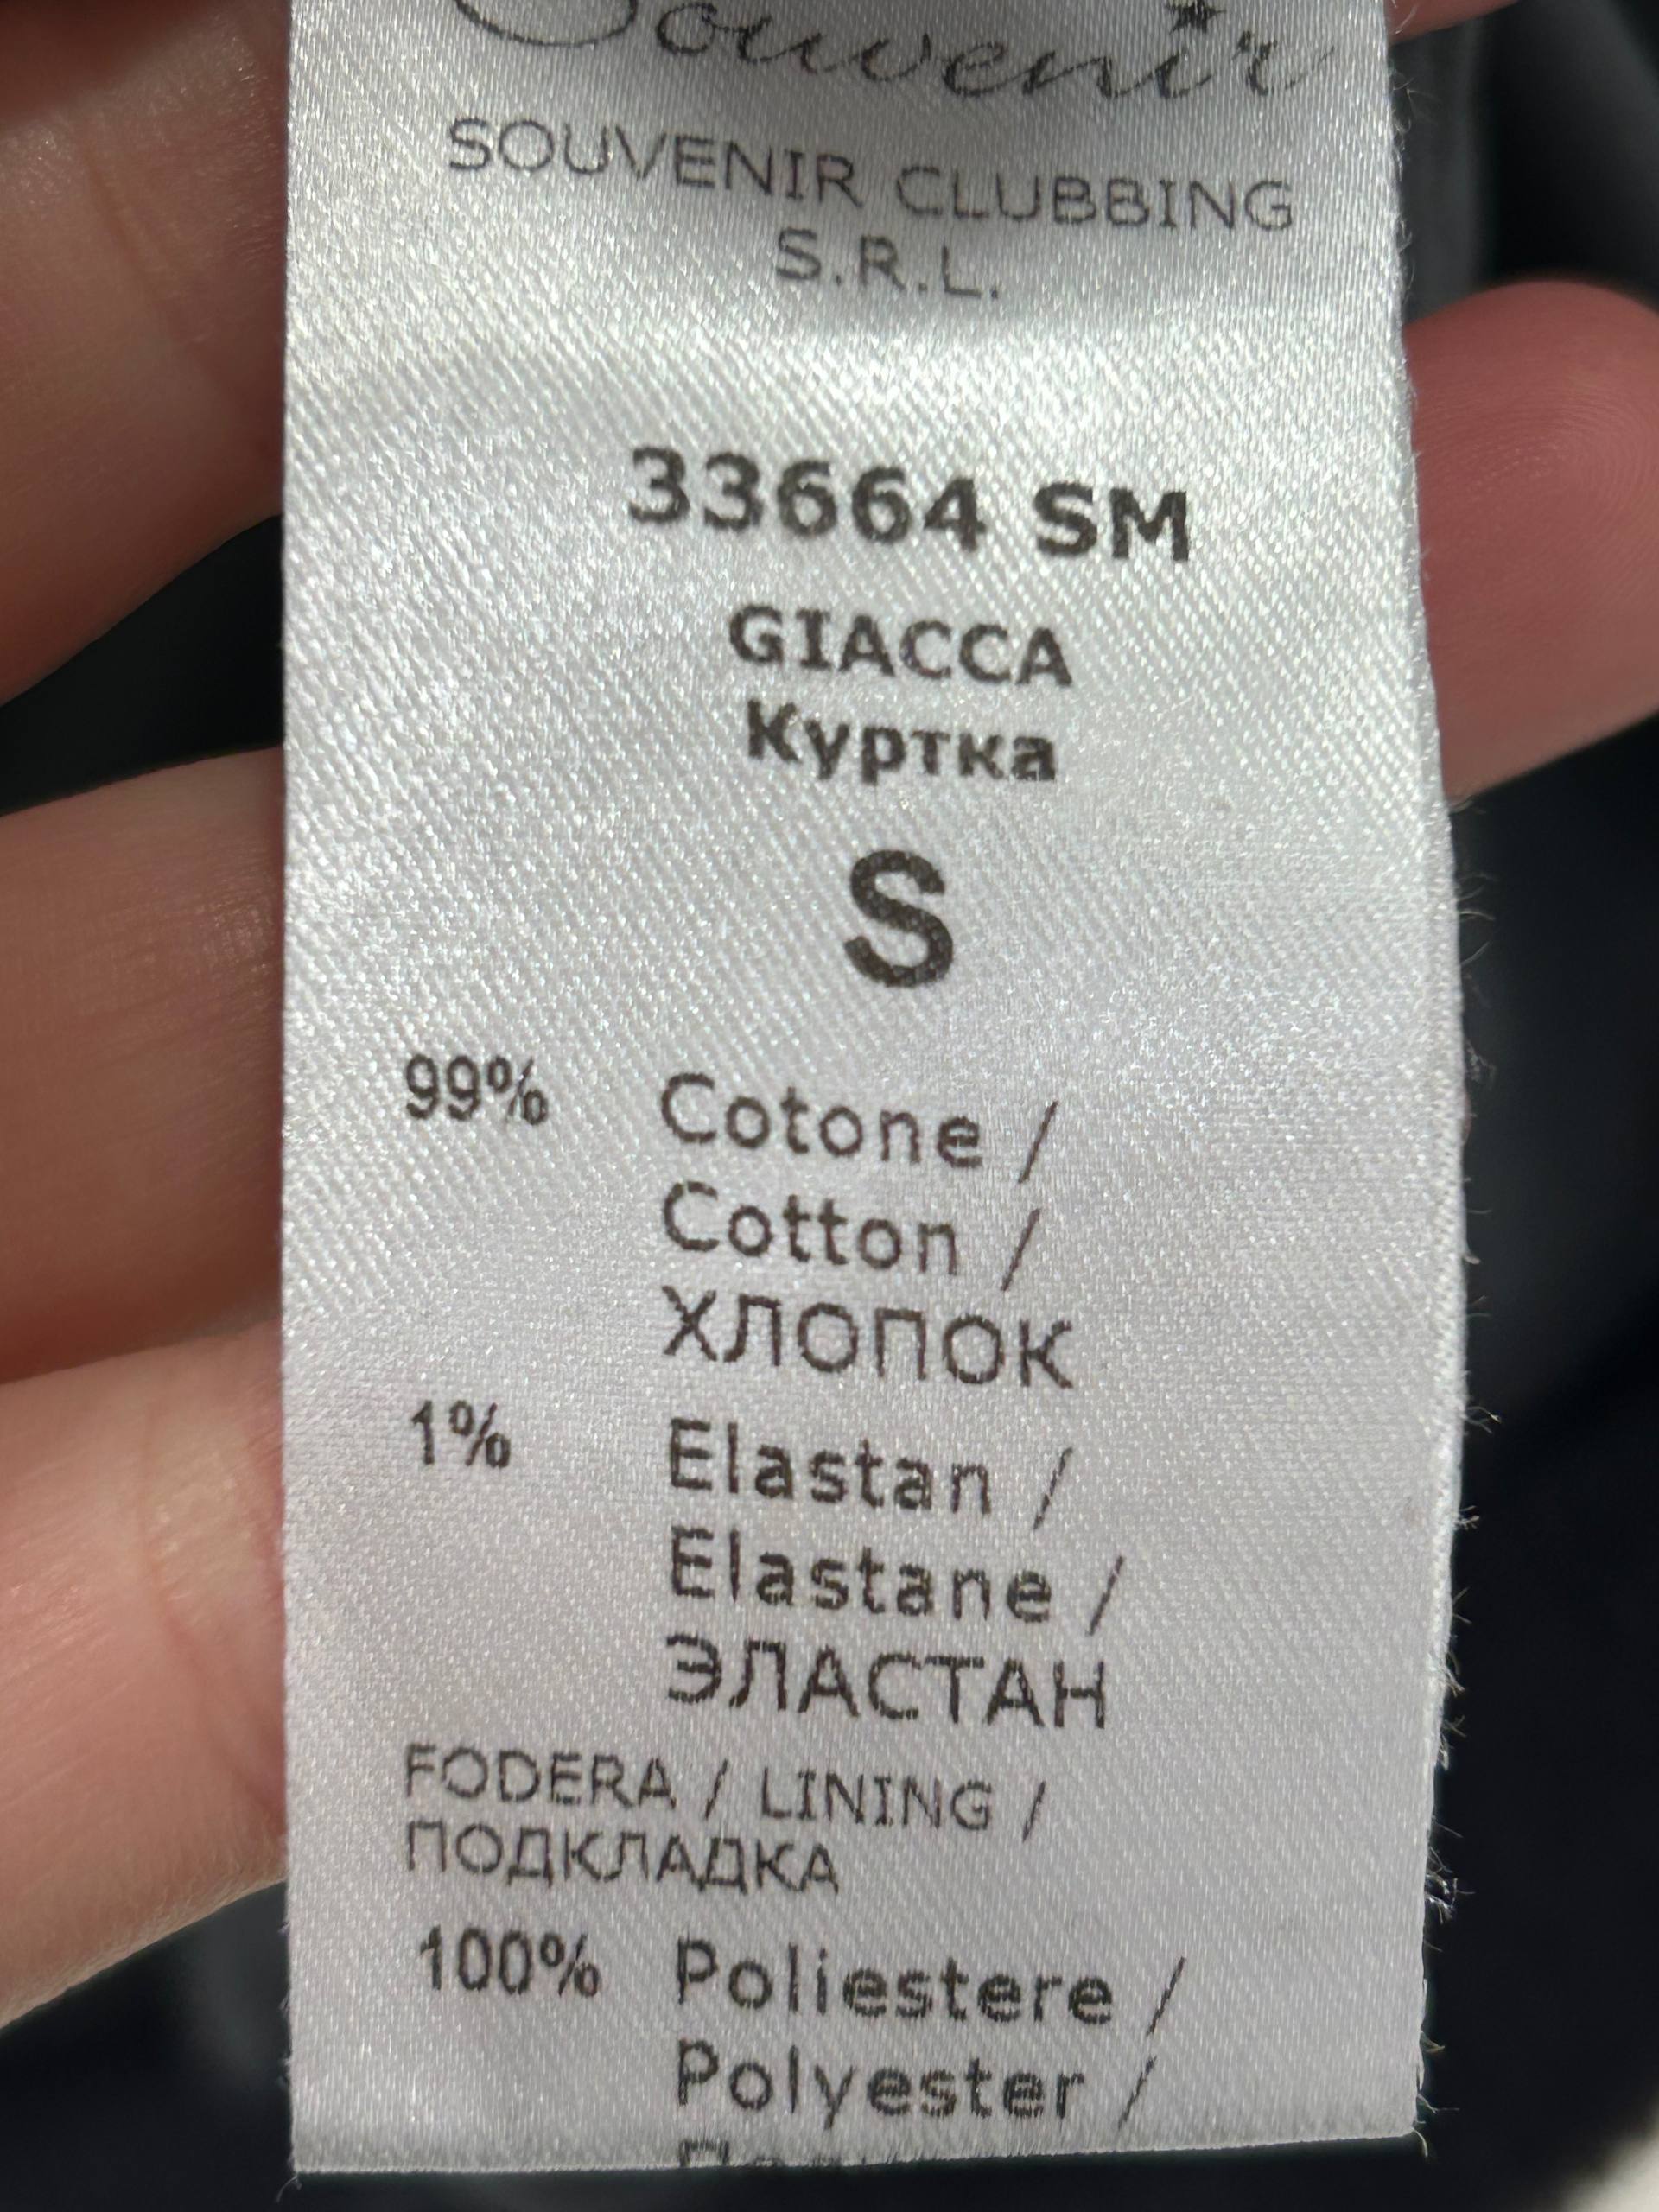 Souvenir
SOUVENIR CLUBBING
S.R.L.
33664 SM
GIACCA
Куртка
S
99% Cotone /
Cotton /
ХЛОПОК
1% Elastan /
Elastane /
ЭЛАСТАН
FODERA / LINING /
ПОДКЛАДКА
100% Poliestere /
Polyester /